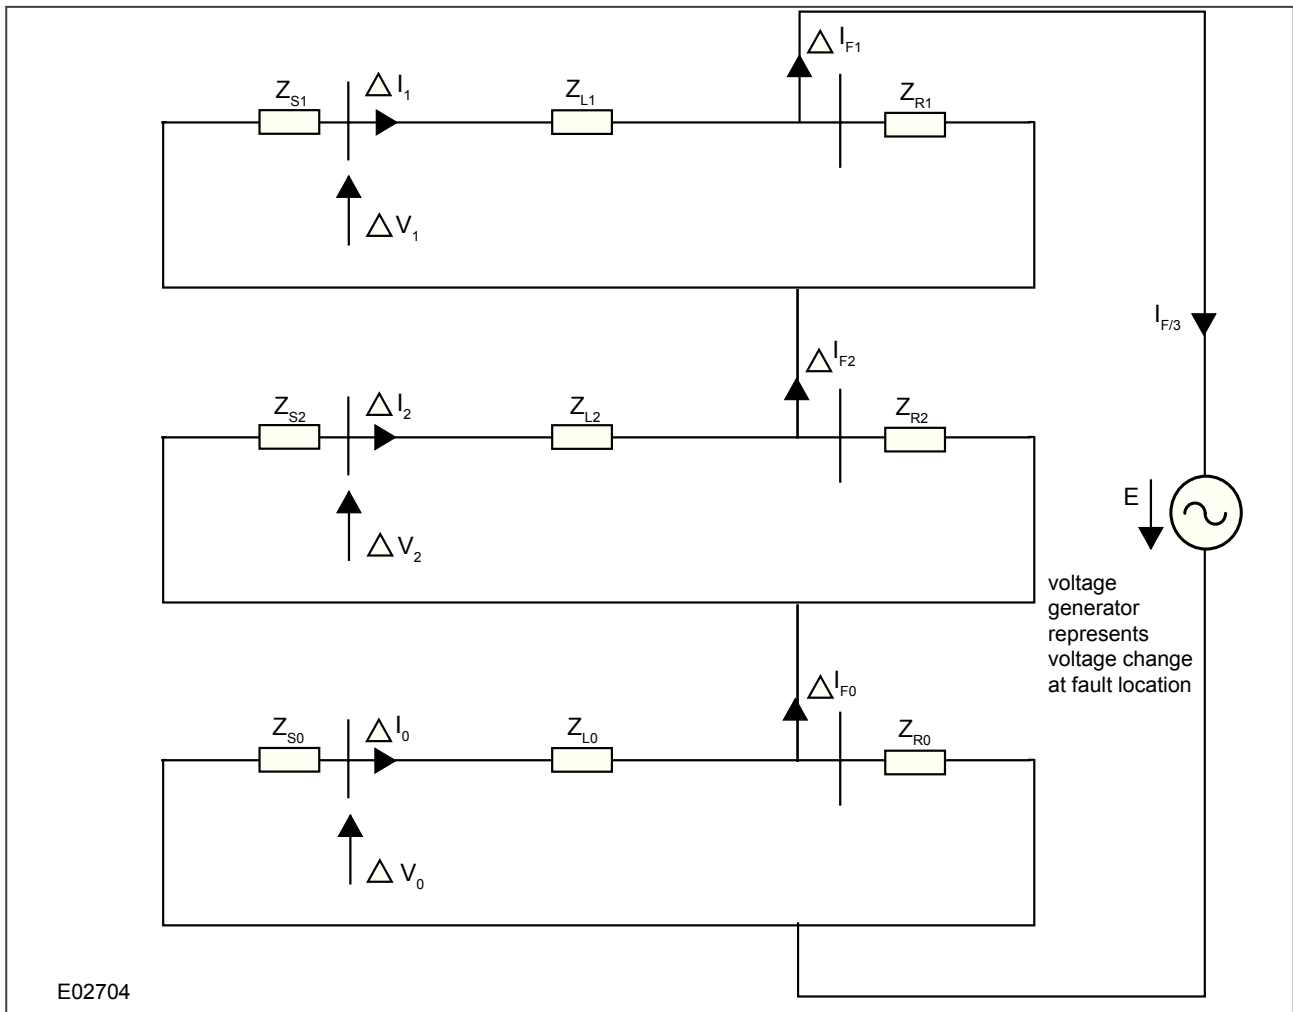 △ I_F1
Z_S1
△ I_1
Z_L1
Z_R1
△ V_1
I_F/3
△ I_F2
Z_S2
△ I_2
Z_L2
Z_R2
E
△ V_2
voltage
generator
represents
voltage change
at fault location
△ I_F0
Z_S0
△ I_0
Z_L0
Z_R0
△ V_0
E02704